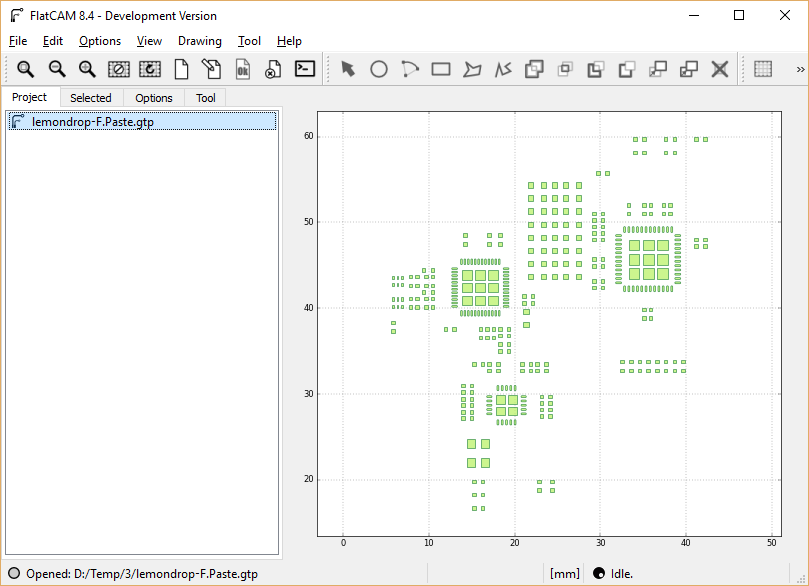 FlatCAM 8.4 - Development Version
File Edit Options View Drawing Tool Help
Ok
»
Project Selected Options Tool
lemondrop-F.Paste.gtp
60
50
40
30
20
0 10 20 30 40 50
Opened: D:/Temp/3/lemondrop-F.Paste.gtp [mm] Idle.